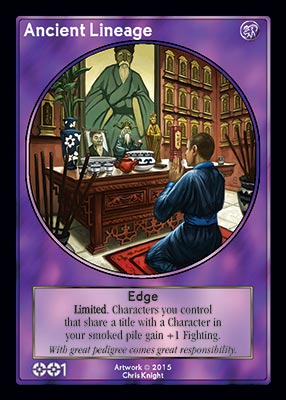 Ancient Lineage
Edge
Limited. Characters you control
that share a title with a Character in
your smoked pile gain +1 Fighting.
With great pedigree comes great responsibility.
1
Artwork © 2015
Chris Knight